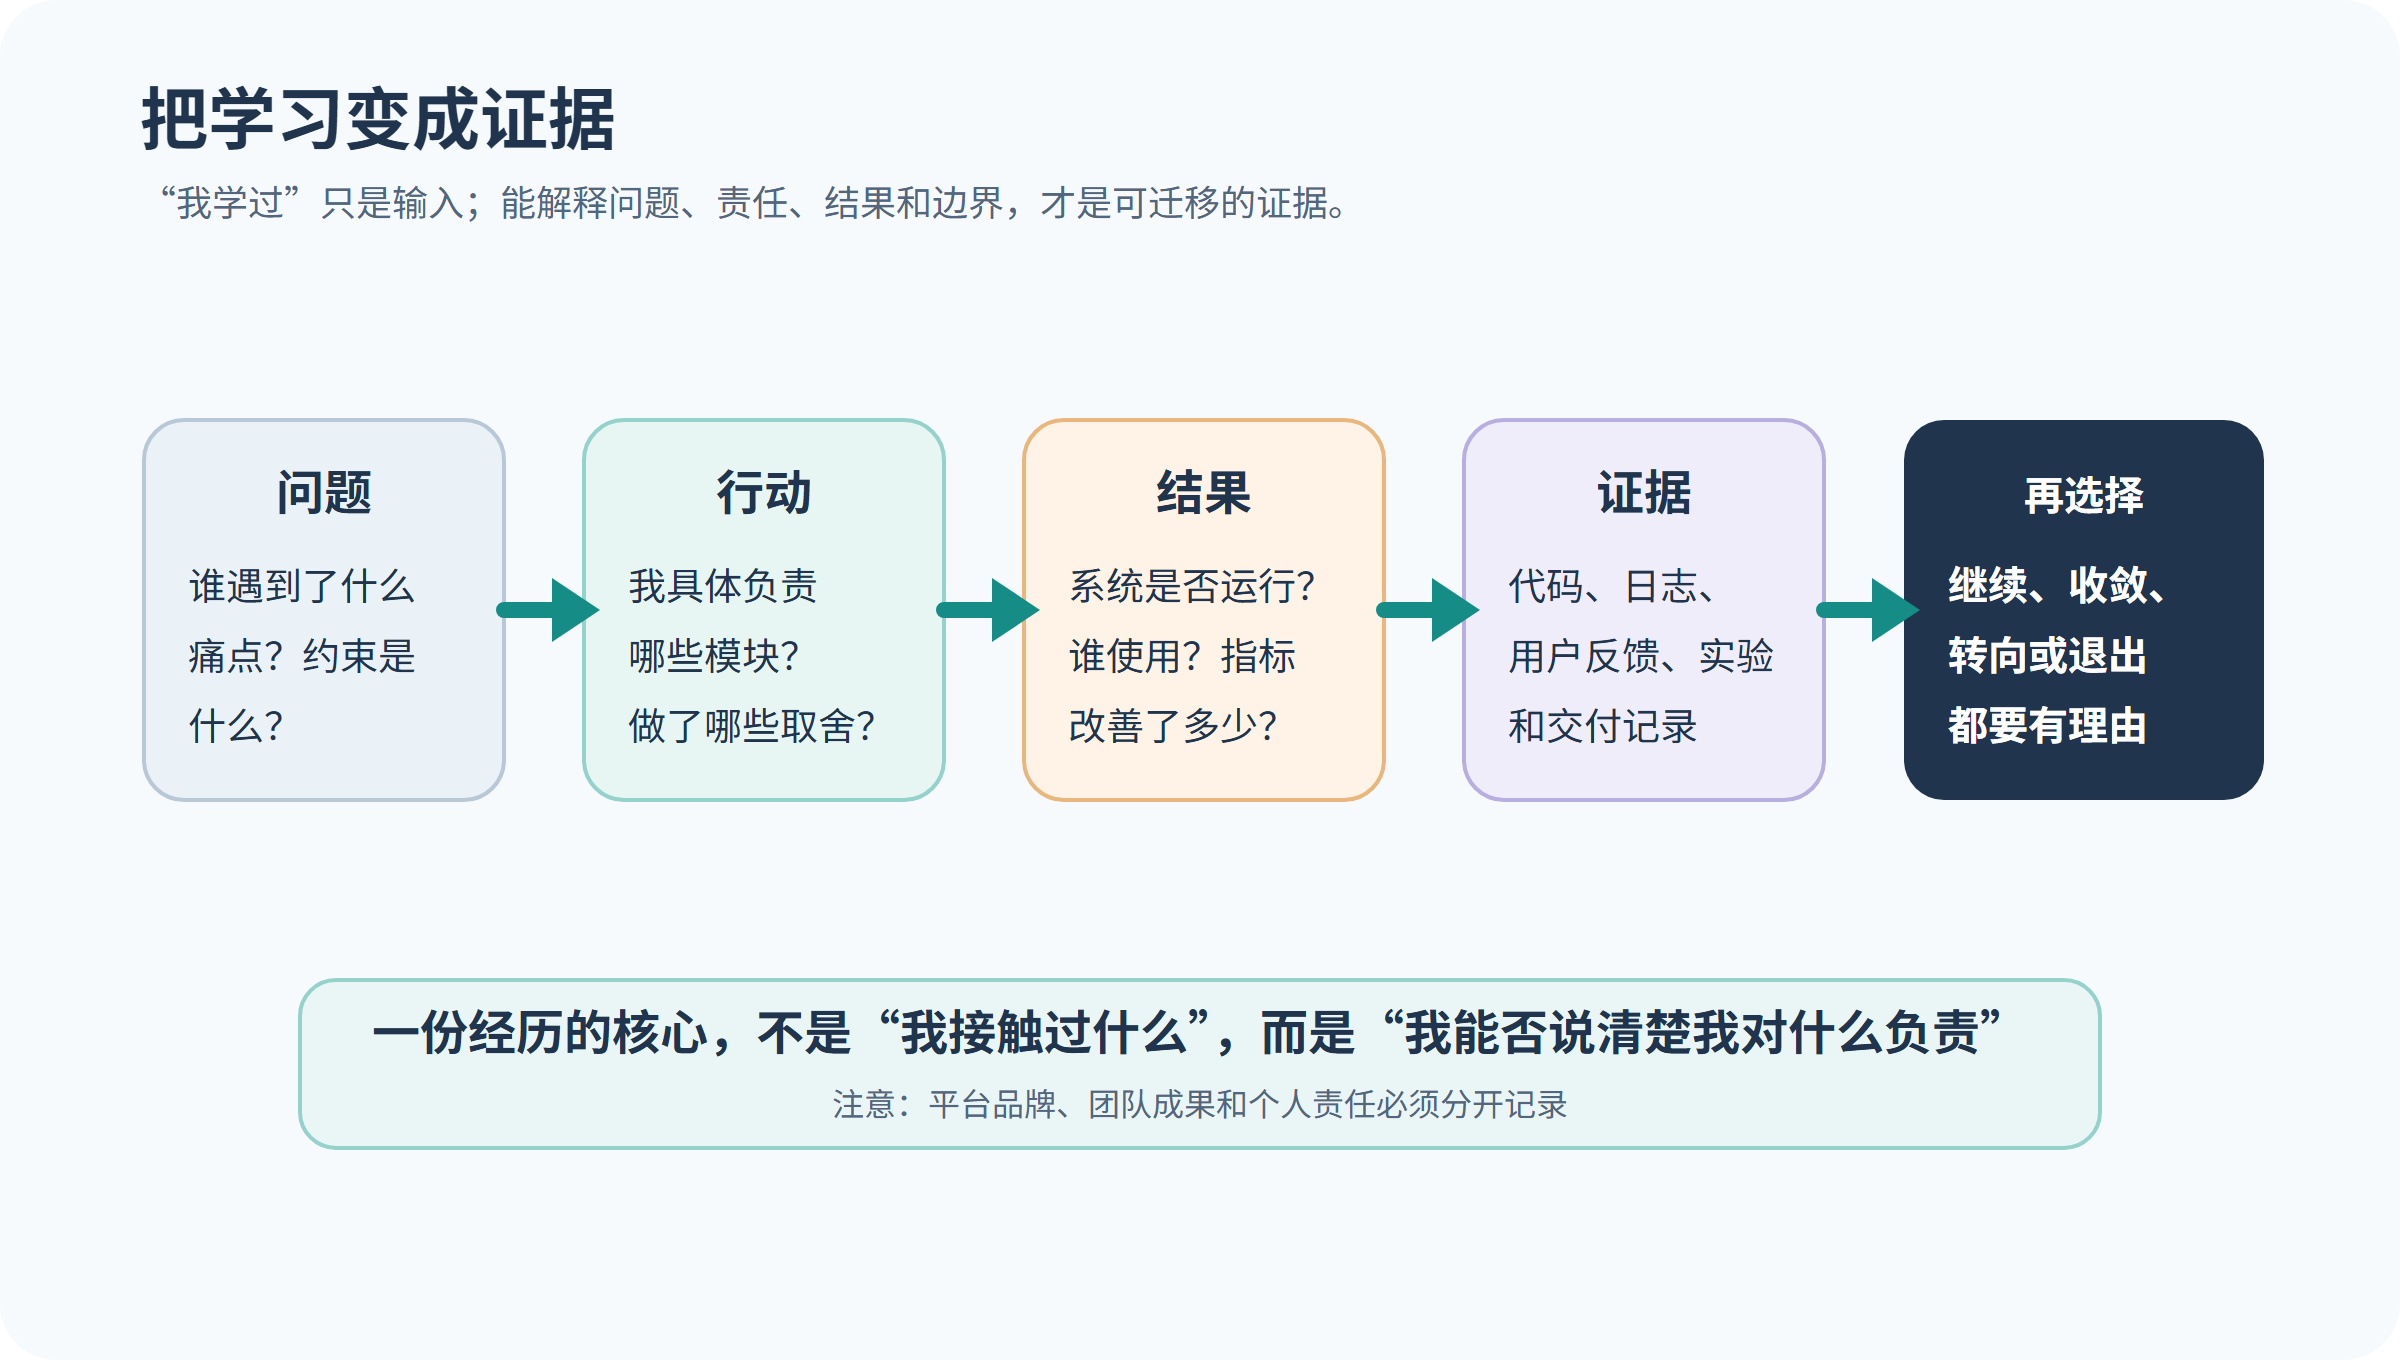 把学习变成证据
“我学过”只是输入；能解释问题、责任、结果和边界，才是可迁移的证据。
问题
谁遇到了什么
痛点？约束是
什么？
行动
我具体负责
哪些模块？
做了哪些取舍？
结果
系统是否运行？
谁使用？指标
改善了多少？
证据
代码、日志、
用户反馈、实验
和交付记录
再选择
继续、收敛、
转向或退出
都要有理由
一份经历的核心，不是“我接触过什么”，而是“我能否说清楚我对什么负责”
注意：平台品牌、团队成果和个人责任必须分开记录